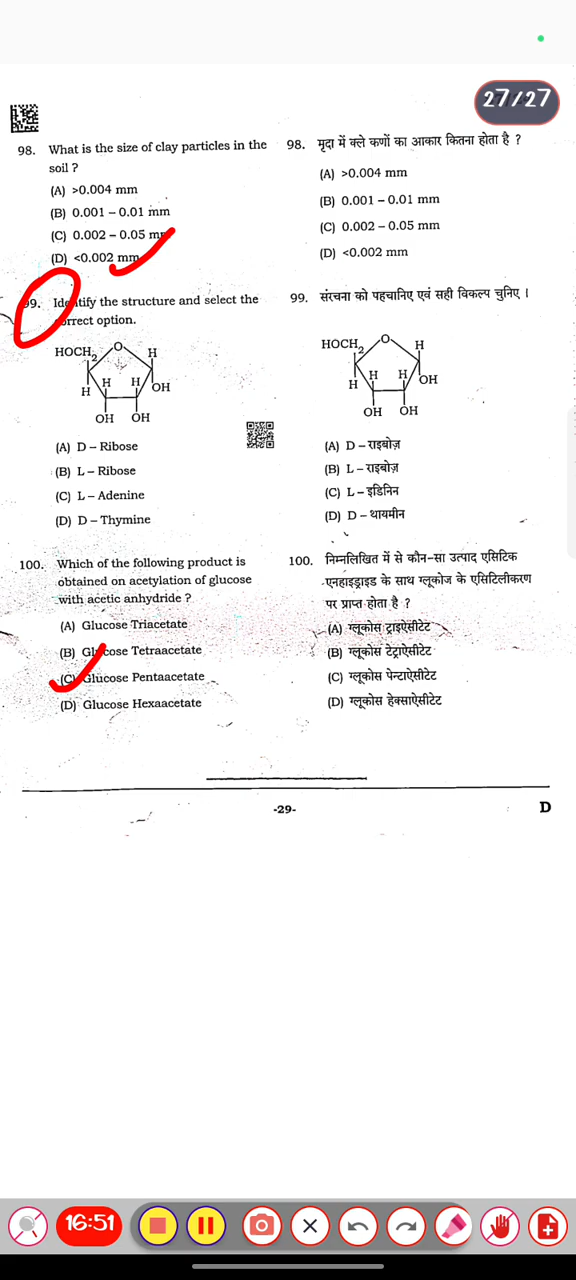 27/27
98. What is the size of clay particles in the
soil ?
(A) >0.004 mm
(B) 0.001 – 0.01 mm
(C) 0.002 – 0.05 mm
(D) <0.002 mm
99. Identify the structure and select the
correct option.
HOCH2 O H
H H H OH
OH OH
(A) D – Ribose
(B) L – Ribose
(C) L – Adenine
(D) D – Thymine
100. Which of the following product is
obtained on acetylation of glucose
with acetic anhydride ?
(A) Glucose Triacetate
(B) Glucose Tetraacetate
(C) Glucose Pentaacetate
(D) Glucose Hexaacetate
98. मृदा में क्ले कणों का आकार कितना होता है ?
(A) >0.004 mm
(B) 0.001 – 0.01 mm
(C) 0.002 – 0.05 mm
(D) <0.002 mm
99. संरचना को पहचानिए एवं सही विकल्प चुनिए ।
HOCH2 O H
H H H OH
OH OH
(A) D – राइबोज़
(B) L – राइबोज़
(C) L – इडिनिन
(D) D – थायमीन
100. निम्नलिखित में से कौन-सा उत्पाद एसिटिक
एनहाइड्राइड के साथ ग्लूकोज के एसिटिलीकरण
पर प्राप्त होता है ?
(A) ग्लूकोस ट्राइऐसीटेट
(B) ग्लूकोस टेट्राऐसीटेट
(C) ग्लूकोस पेन्टाऐसीटेट
(D) ग्लूकोस हेक्साऐसीटेट
-29-
D
16:51